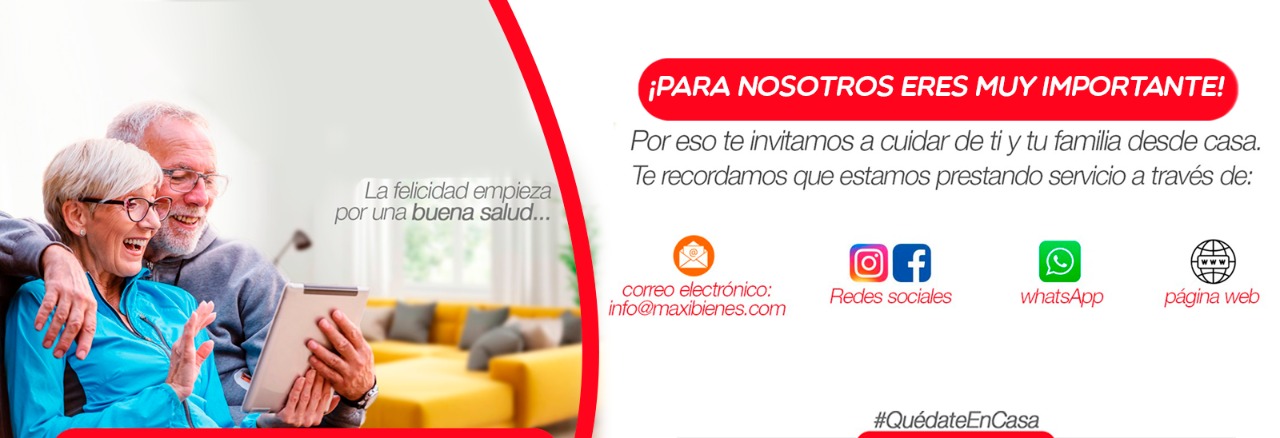 La felicidad empieza
por una buena salud...
¡PARA NOSOTROS ERES MUY IMPORTANTE!
Por eso te invitamos a cuidar de ti y tu familia desde casa.
Te recordamos que estamos prestando servicio a través de:
correo electrónico:
info@maxibienes.com
Redes sociales
whatsApp
www
página web
#QuédateEnCasa